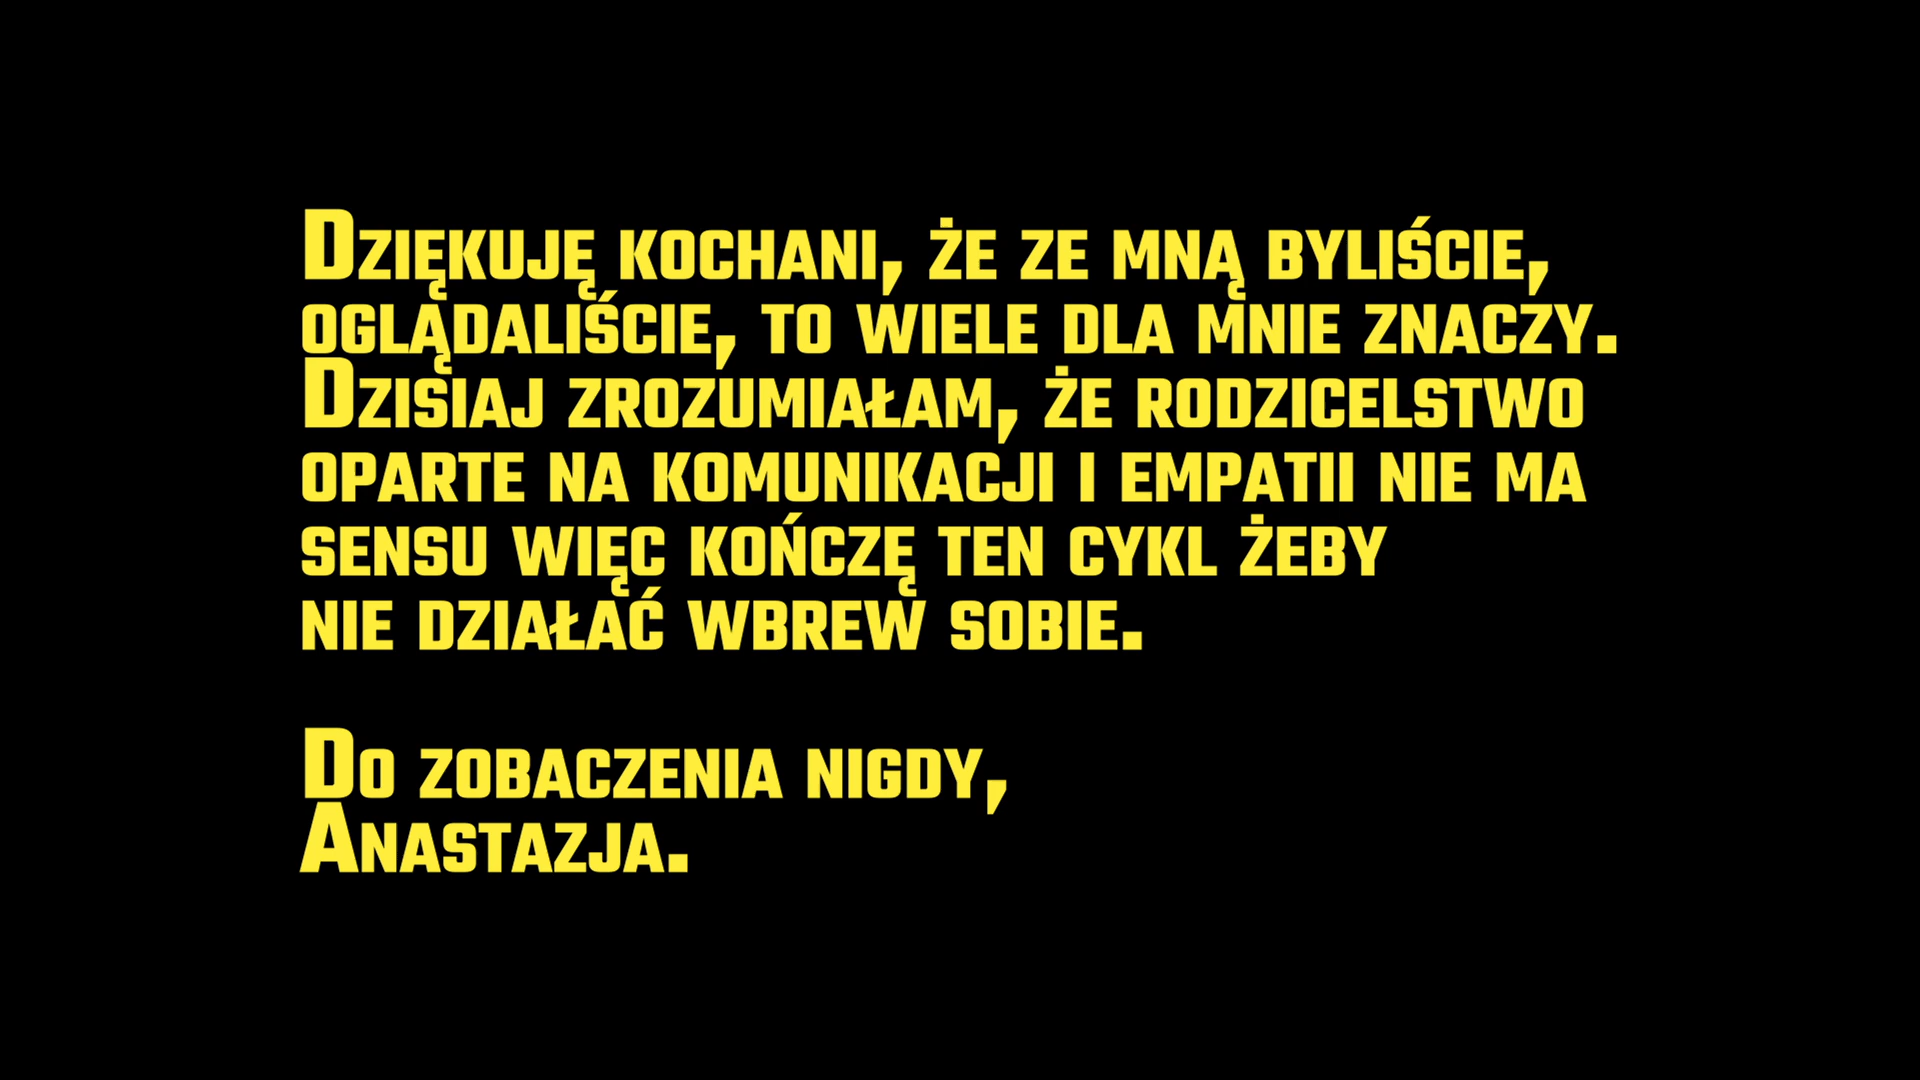 Dziękuję kochani, że ze mną byliście,
oglądaliście, to wiele dla mnie znaczy.
Dzisiaj zrozumiałam, że rodzicelstwo
oparte na komunikacji i empatii nie ma
sensu więc kończę ten cykl żeby
nie działać wbrew sobie.

Do zobaczenia nigdy,
Anastazja.